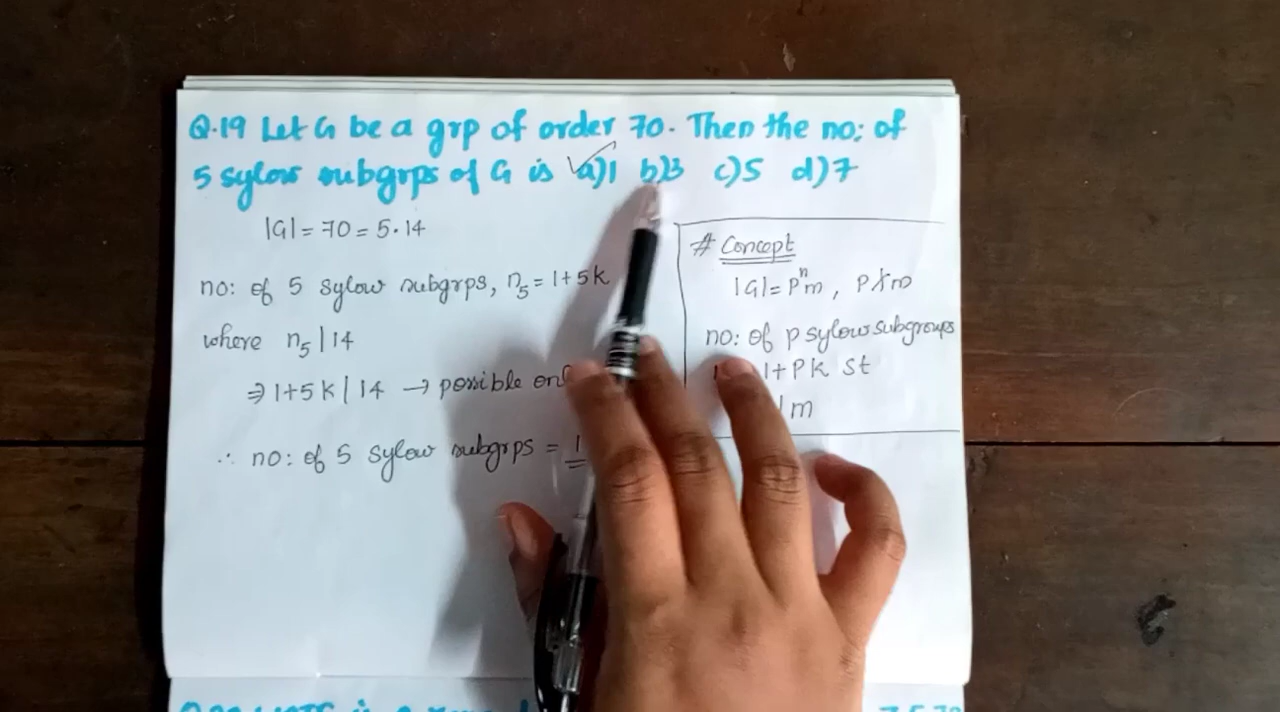 Q.19 Let G be a grp of order 70. Then the no: of
5 sylow subgrps of G is a)1 b)3 c)5 d)7
|G| = 70 = 5.14
no: of 5 sylow subgrps, n₅ = 1+5k
where n₅ | 14
⇒ 1+5k | 14 → possible
∴ no: of 5 sylow subgrps = 1
# Concept
|G| = pⁿm, p∤m
no: of p sylow subgroups
1+Pk st
| m